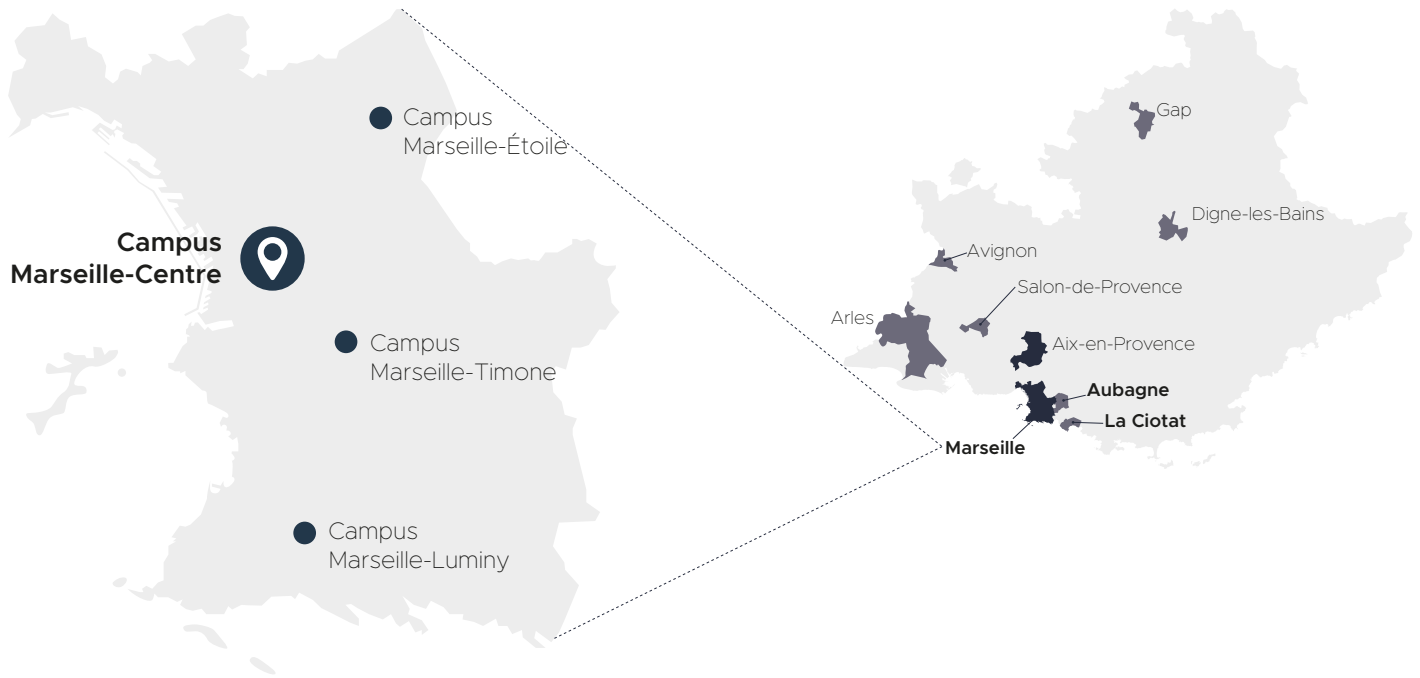 Campus
Marseille-Étoile
Campus
Marseille-Centre
Campus
Marseille-Timone
Campus
Marseille-Luminy
Gap
Digne-les-Bains
Avignon
Salon-de-Provence
Arles
Aix-en-Provence
Aubagne
La Ciotat
Marseille